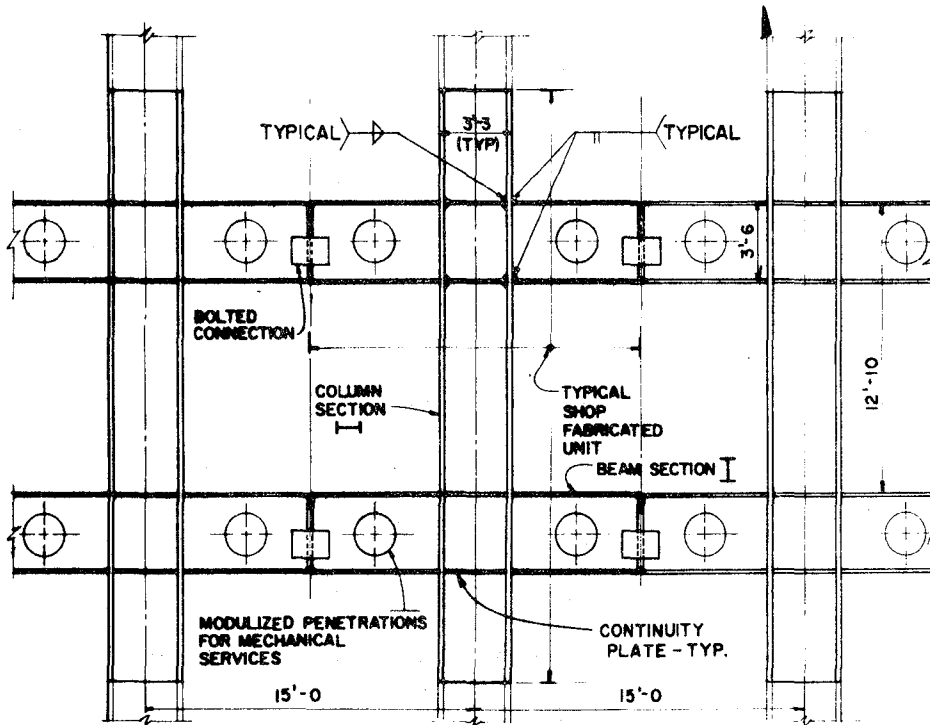 TYPICAL
3'-3
(TYP)
TYPICAL
3'-6
BOLTED
CONNECTION
12'-10
COLUMN
SECTION
TYPICAL
SHOP
FABRICATED
UNIT
BEAM SECTION
MODULIZED PENETRATIONS
FOR MECHANICAL
SERVICES
CONTINUITY
PLATE - TYP.
15'-0
15'-0